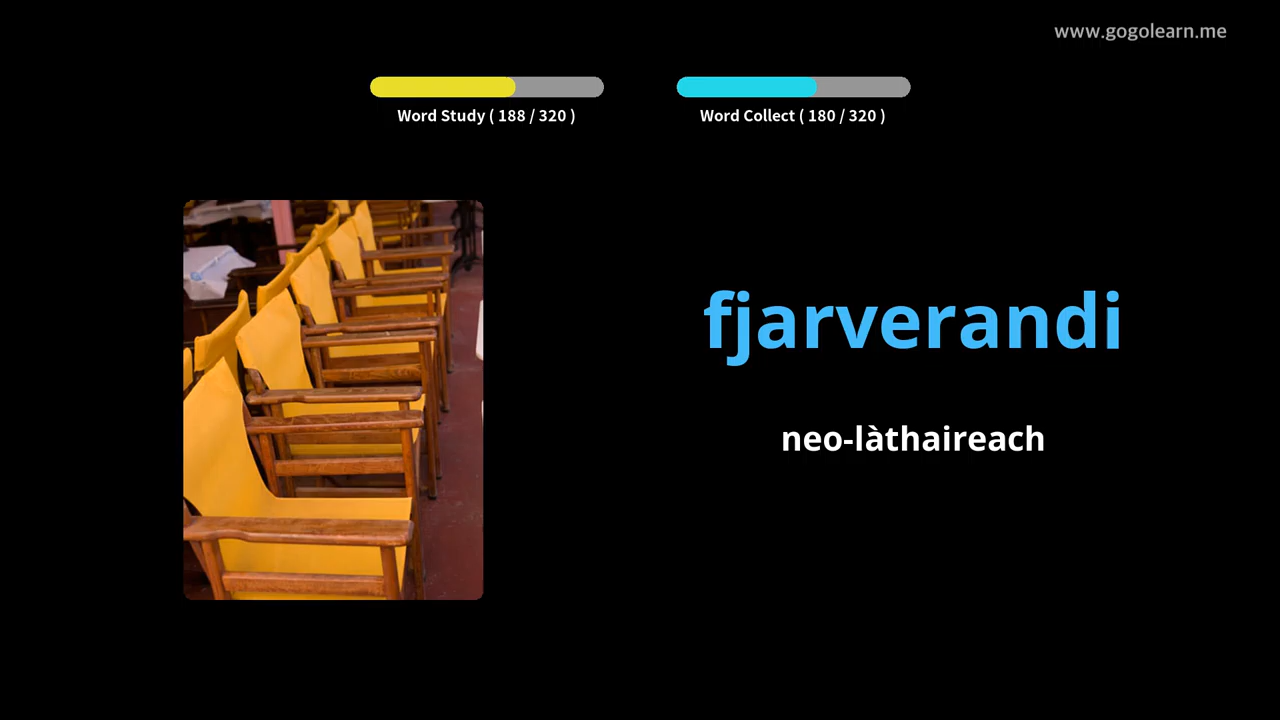 www.gogolearn.me
Word Study ( 188 / 320 )
Word Collect ( 180 / 320 )
fjarverandi
neo-làthaireach